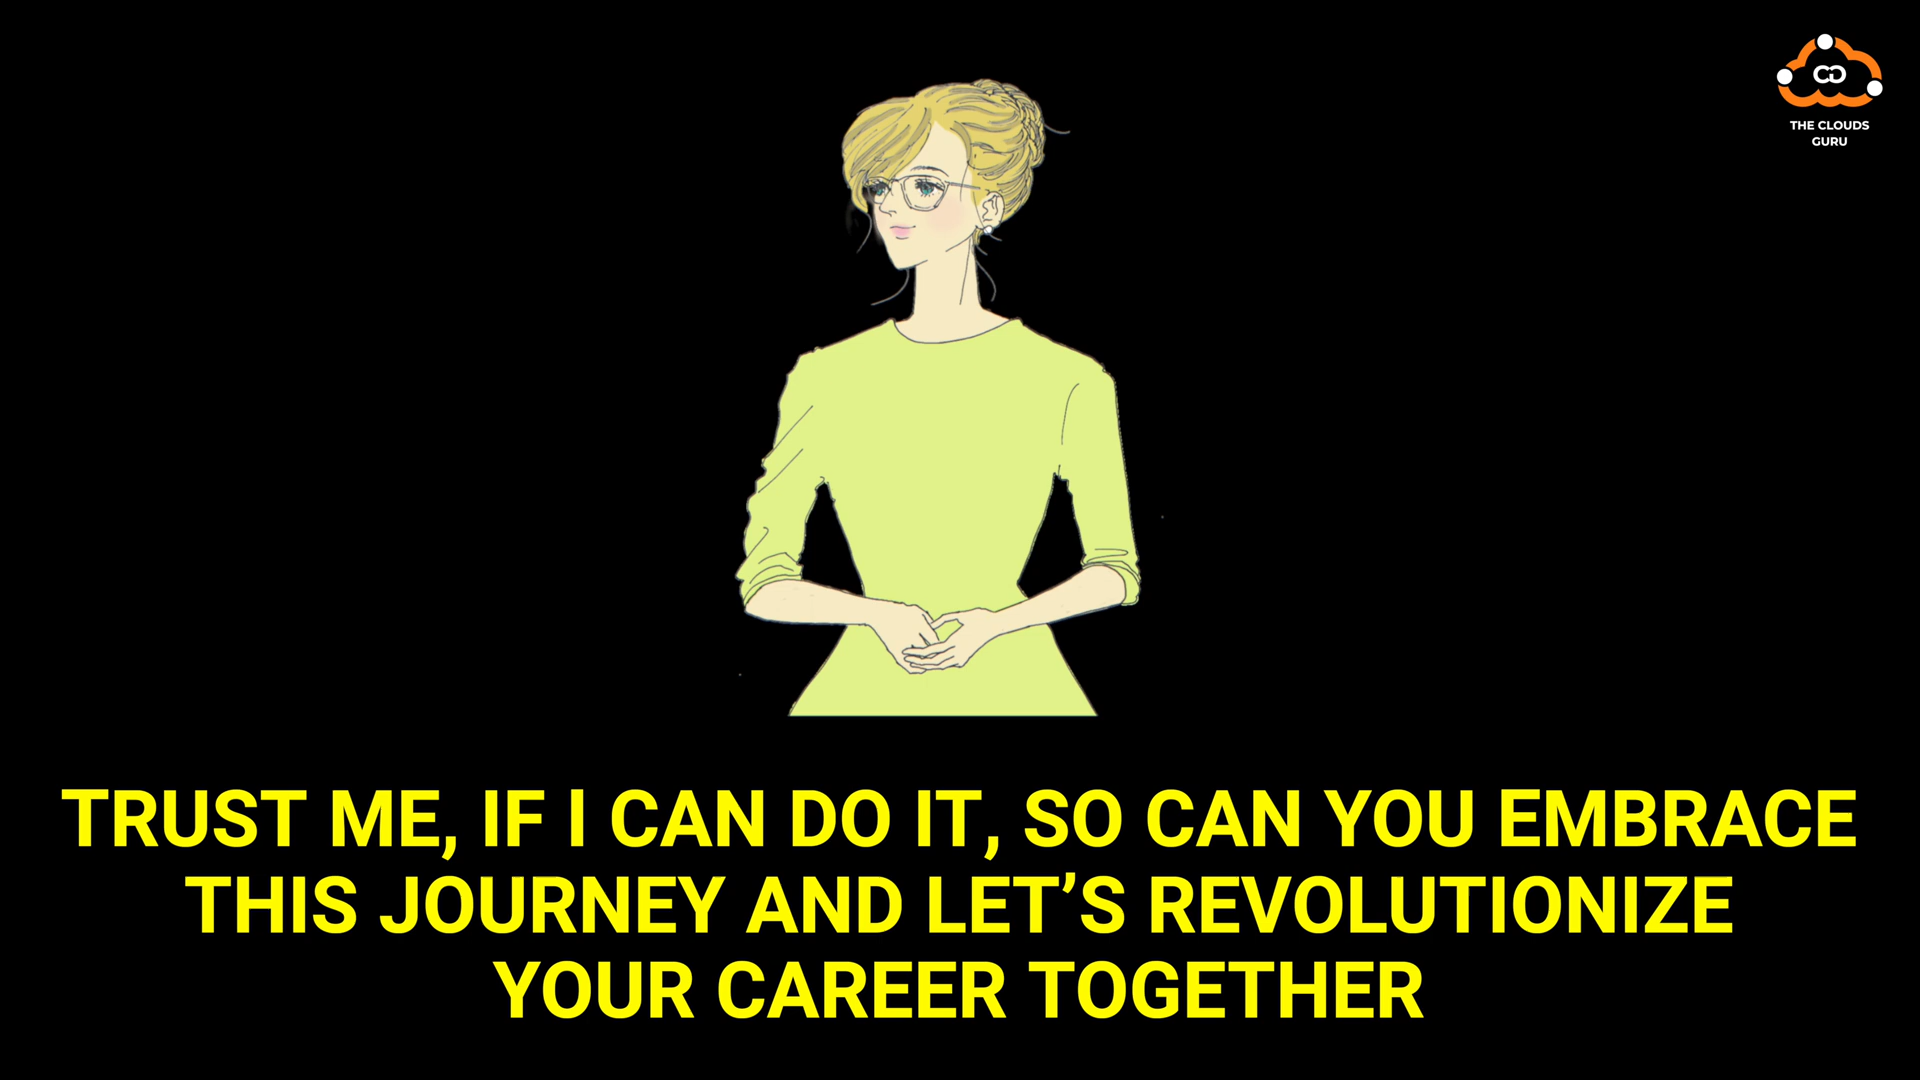 CG
THE CLOUDS
GURU
TRUST ME, IF I CAN DO IT, SO CAN YOU EMBRACE
THIS JOURNEY AND LET’S REVOLUTIONIZE
YOUR CAREER TOGETHER